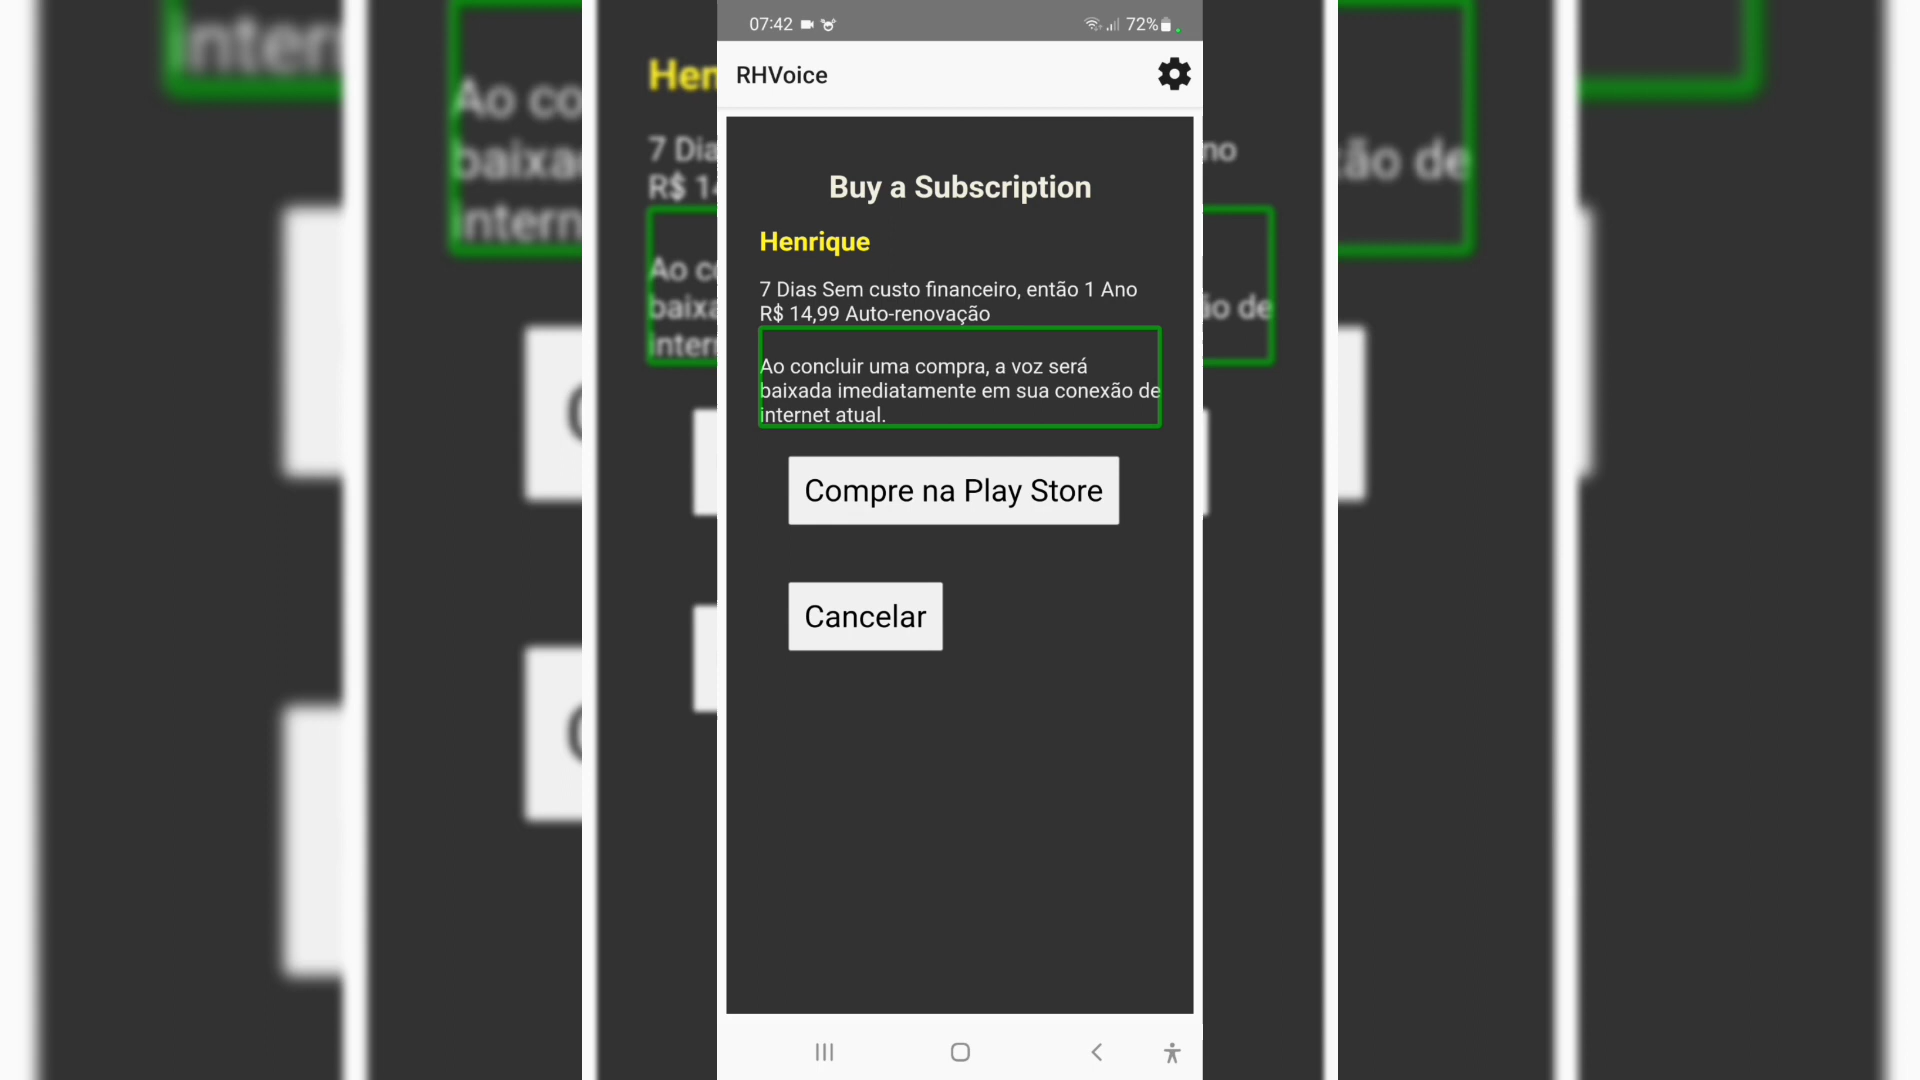 07:42
72%
RHVoice
Buy a Subscription
Henrique
7 Dias Sem custo financeiro, então 1 Ano
R$ 14,99 Auto-renovação
Ao concluir uma compra, a voz será
baixada imediatamente em sua conexão de
internet atual.
Compre na Play Store
Cancelar